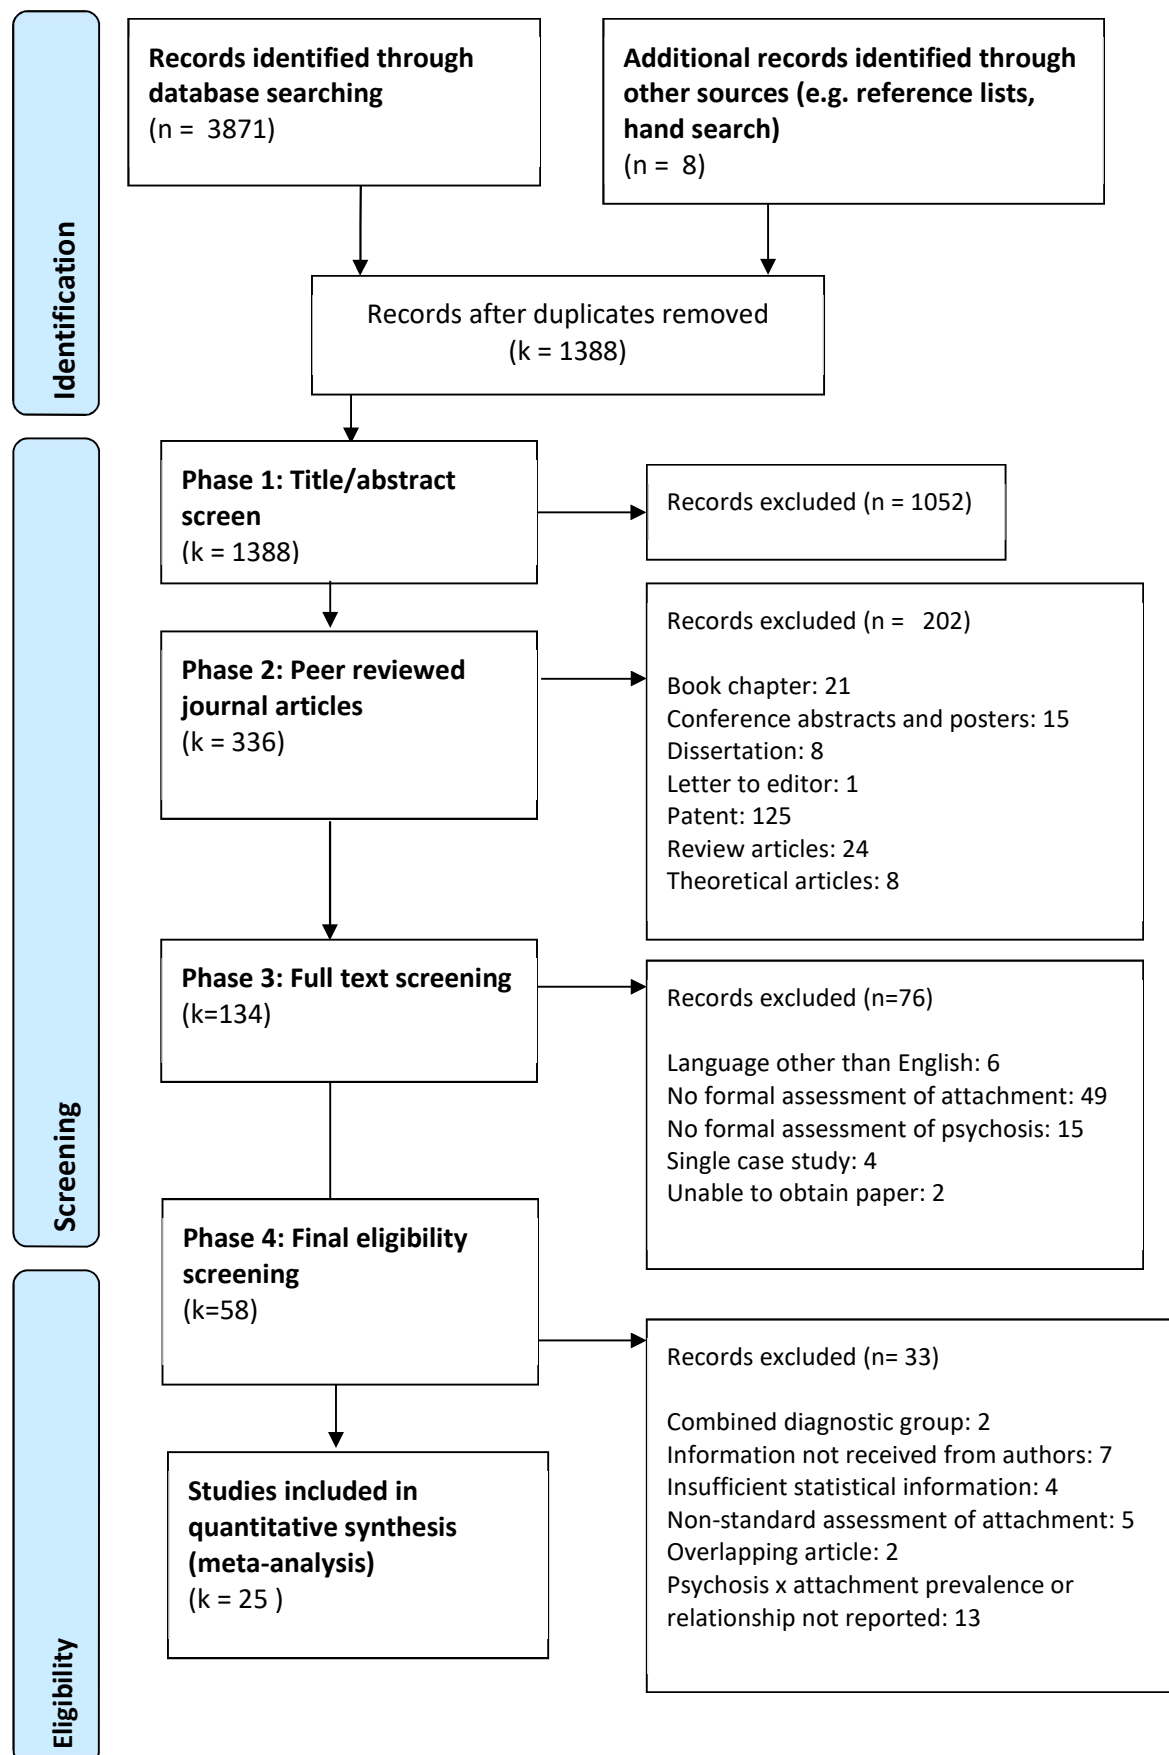 Records identified through
database searching
(n =  3871)
Additional records identified through
other sources (e.g. reference lists,
hand search)
(n =  8)
Identification
Records after duplicates removed
(k = 1388)
Screening
Phase 1: Title/abstract
screen
(k = 1388)
Records excluded (n = 1052)
Phase 2: Peer reviewed
journal articles
(k = 336)
Records excluded (n =   202)
Book chapter: 21
Conference abstracts and posters: 15
Dissertation: 8
Letter to editor: 1
Patent: 125
Review articles: 24
Theoretical articles: 8
Phase 3: Full text screening
(k=134)
Records excluded (n=76)
Language other than English: 6
No formal assessment of attachment: 49
No formal assessment of psychosis: 15
Single case study: 4
Unable to obtain paper: 2
Phase 4: Final eligibility
screening
(k=58)
Eligibility
Records excluded (n= 33)
Combined diagnostic group: 2
Information not received from authors: 7
Insufficient statistical information: 4
Non-standard assessment of attachment: 5
Overlapping article: 2
Psychosis x attachment prevalence or
relationship not reported: 13
Studies included in
quantitative synthesis
(meta-analysis)
(k = 25 )